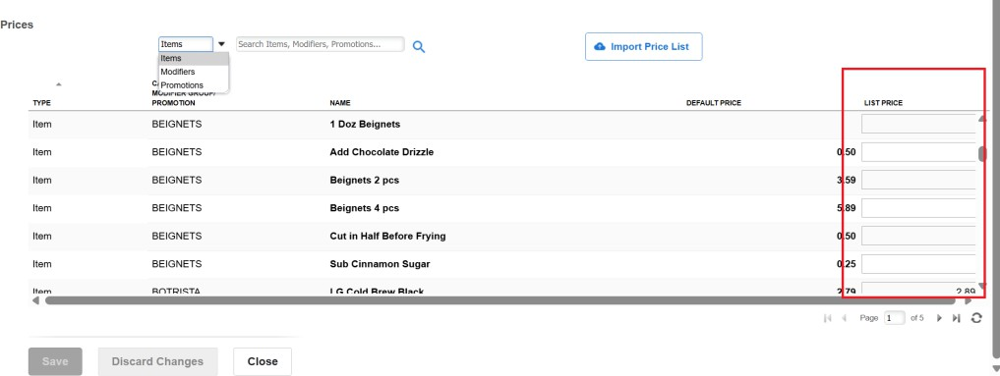 Prices
Items Search Items, Modifiers, Promotions... Import Price List
Items
Modifiers
Promotions
MODIFIER GROUP/
TYPE PROMOTION NAME DEFAULT PRICE LIST PRICE
Item BEIGNETS 1 Doz Beignets
Item BEIGNETS Add Chocolate Drizzle 0.50
Item BEIGNETS Beignets 2 pcs 3.59
Item BEIGNETS Beignets 4 pcs 5.89
Item BEIGNETS Cut in Half Before Frying 0.50
Item BEIGNETS Sub Cinnamon Sugar 0.25
Item BOTRISTA LG Cold Brew Black 2.79 2.89
Page 1 of 5
Save Discard Changes Close